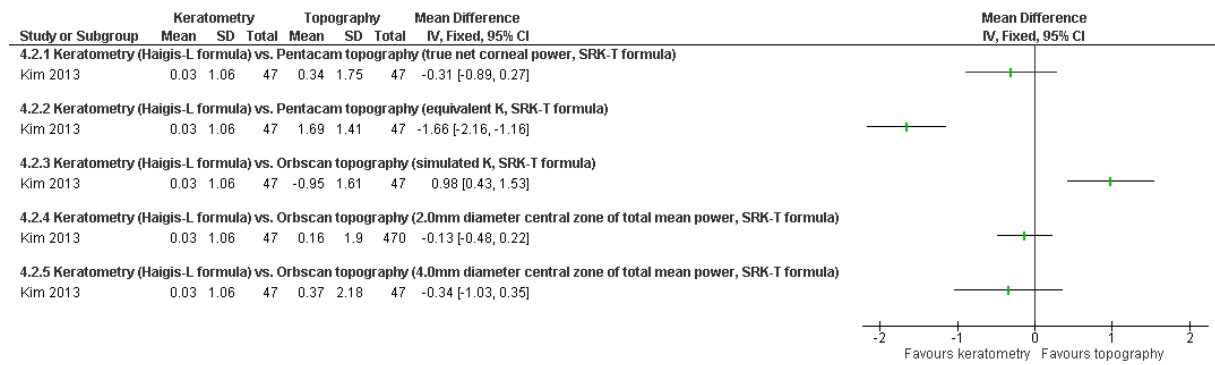 Keratometry Topography Mean Difference Mean Difference
Study or Subgroup Mean SD Total Mean SD Total IV, Fixed, 95% CI IV, Fixed, 95% CI
4.2.1 Keratometry (Haigis-L formula) vs. Pentacam topography (true net corneal power, SRK-T formula)
Kim 2013 0.03 1.06 47 0.34 1.75 47 -0.31 [-0.89, 0.27]
4.2.2 Keratometry (Haigis-L formula) vs. Pentacam topography (equivalent K, SRK-T formula)
Kim 2013 0.03 1.06 47 1.69 1.41 47 -1.66 [-2.16, -1.16]
4.2.3 Keratometry (Haigis-L formula) vs. Orbscan topography (simulated K, SRK-T formula)
Kim 2013 0.03 1.06 47 -0.95 1.61 47 0.98 [0.43, 1.53]
4.2.4 Keratometry (Haigis-L formula) vs. Orbscan topography (2.0mm diameter central zone of total mean power, SRK-T formula)
Kim 2013 0.03 1.06 47 0.16 1.9 470 -0.13 [-0.48, 0.22]
4.2.5 Keratometry (Haigis-L formula) vs. Orbscan topography (4.0mm diameter central zone of total mean power, SRK-T formula)
Kim 2013 0.03 1.06 47 0.37 2.18 47 -0.34 [-1.03, 0.35]
-2 -1 0 1 2
Favours keratometry Favours topography